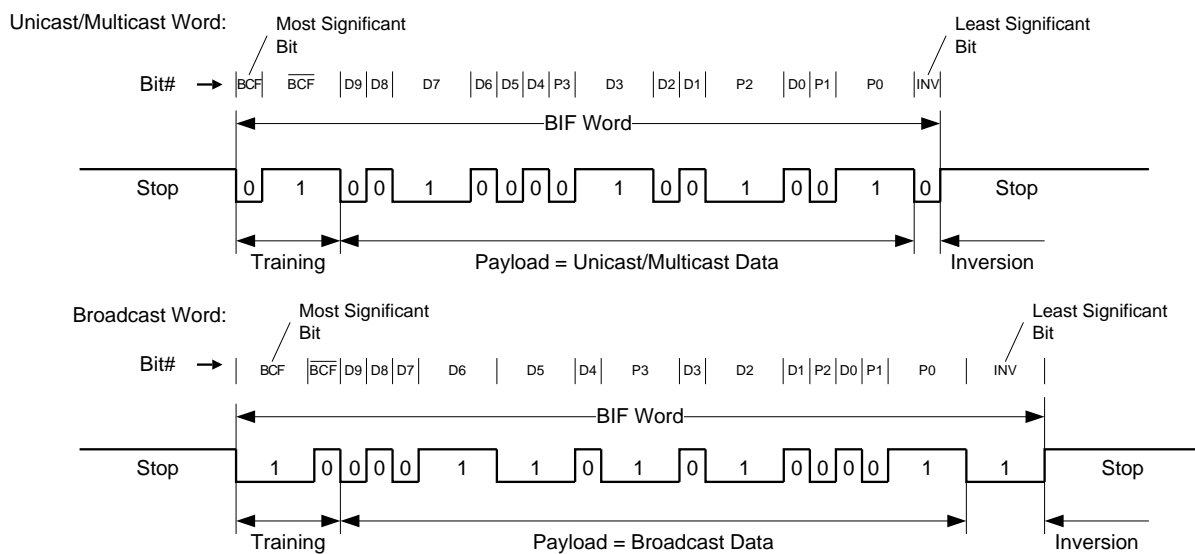 Unicast/Multicast Word:
Most Significant
Bit
Least Significant
Bit
Bit# → BCF B̅C̅F̅ D9 D8 D7 D6 D5 D4 P3 D3 D2 D1 P2 D0 P1 P0 INV
BIF Word
Stop 0 1 0 0 1 0 0 0 0 1 0 0 1 0 0 1 0 Stop
Training Payload = Unicast/Multicast Data Inversion
Broadcast Word:
Most Significant
Bit
Least Significant
Bit
Bit# → BCF B̅C̅F̅ D9 D8 D7 D6 D5 D4 P3 D3 D2 D1 P2 D0 P1 P0 INV
BIF Word
Stop 1 0 0 0 0 1 1 0 1 0 1 0 0 0 0 1 1 Stop
Training Payload = Broadcast Data Inversion